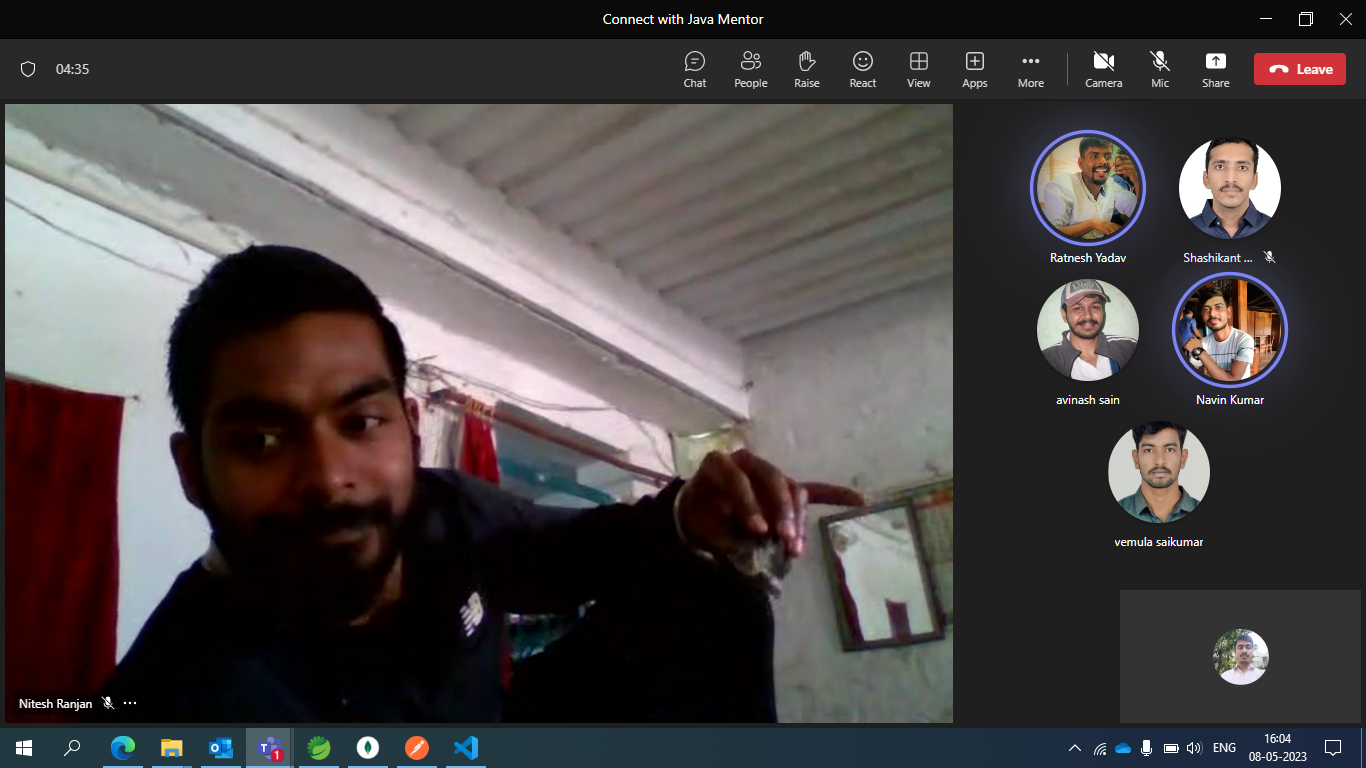 Connect with Java Mentor
04:35
Chat
People
Raise
React
View
Apps
More
Camera
Mic
Share
Leave
Ratnesh Yadav
Shashikant ...
avinash sain
Navin Kumar
vemula saikumar
Nitesh Ranjan
1
ENG
16:04
08-05-2023